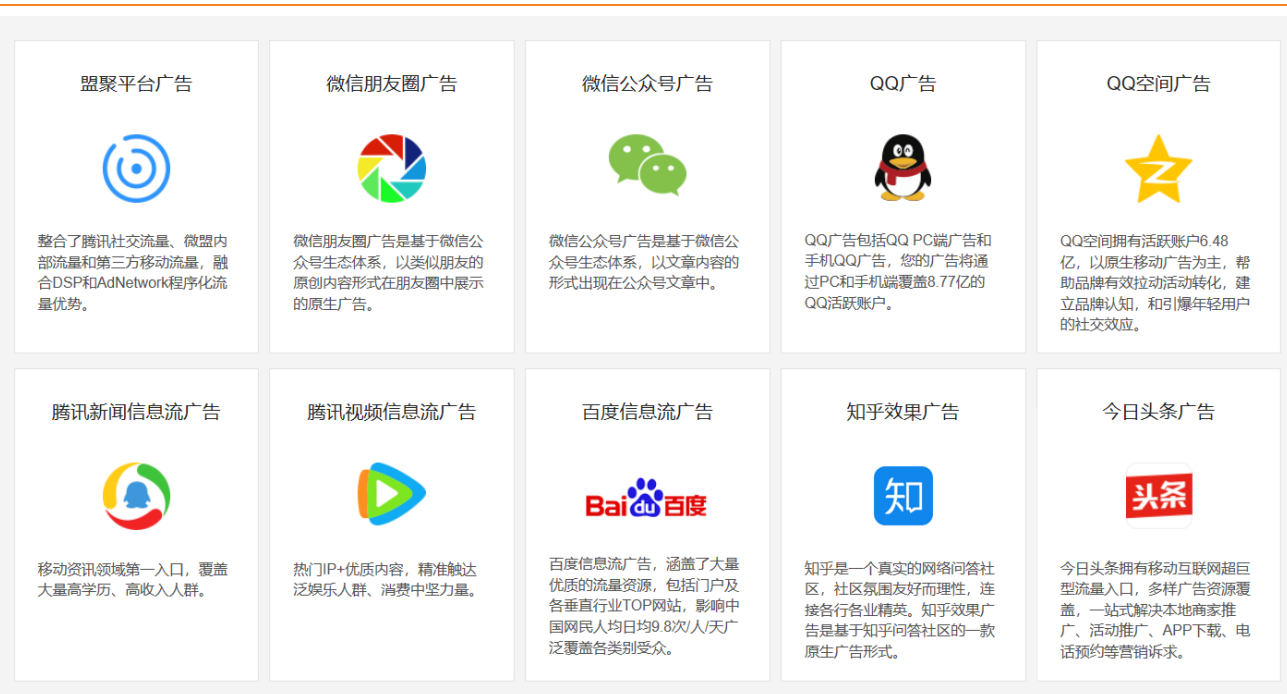 盟聚平台广告
整合了腾讯社交流量、微盟内
部流量和第三方移动流量，融
合DSP和AdNetwork程序化流
量优势。
微信朋友圈广告
微信朋友圈广告是基于微信公
众号生态体系，以类似朋友的
原创内容形式在朋友圈中展示
的原生广告。
微信公众号广告
微信公众号广告是基于微信公
众号生态体系，以文章内容的
形式出现在公众号文章中。
QQ广告
QQ广告包括QQ PC端广告和
手机QQ广告，您的广告将通
过PC和手机端覆盖8.77亿的
QQ活跃账户。
QQ空间广告
QQ空间拥有活跃账户6.48
亿，以原生移动广告为主，帮
助品牌有效拉动活动转化，建
立品牌认知，和引爆年轻用户
的社交效应。
腾讯新闻信息流广告
移动资讯领域第一入口，覆盖
大量高学历、高收入人群。
腾讯视频信息流广告
热门IP+优质内容，精准触达
泛娱乐人群、消费中坚力量。
百度信息流广告
Bai du 百度
百度信息流广告，涵盖了大量
优质的流量资源，包括门户及
各垂直行业TOP网站，影响中
国网民人均日均9.8次/人/天广
泛覆盖各类别受众。
知乎效果广告
知
知乎是一个真实的网络问答社
区，社区氛围友好而理性，连
接各行各业精英。知乎效果广
告是基于知乎问答社区的一款
原生广告形式。
今日头条广告
头条
今日头条拥有移动互联网超巨
型流量入口，多样广告资源覆
盖，一站式解决本地商家推
广、活动推广、APP下载、电
话预约等营销诉求。